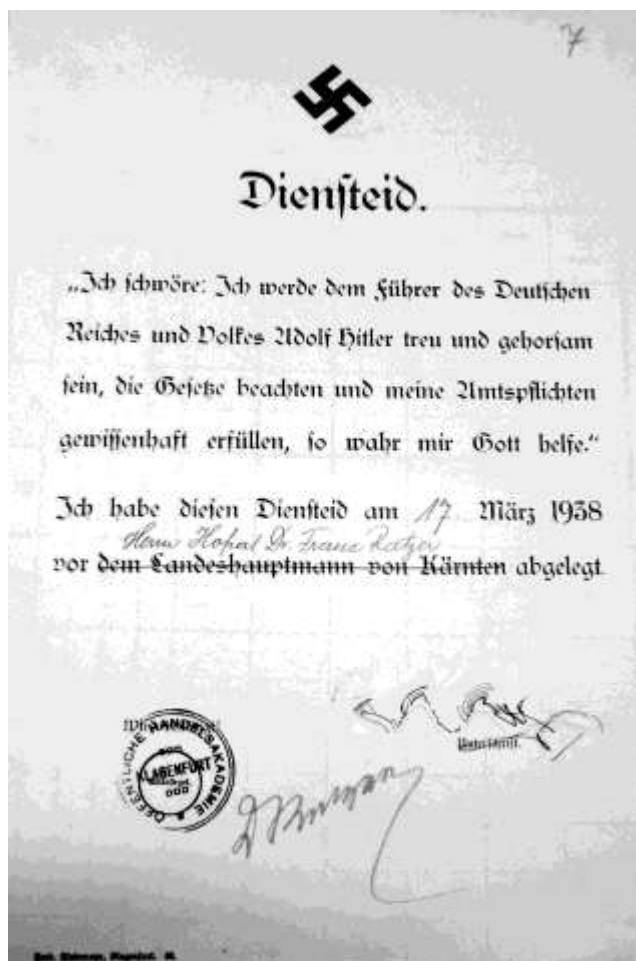 7
Diensteid.
„Ich schwöre: Ich werde dem Führer des Deutschen
Reiches und Volkes Adolf Hitler treu und gehorsam
sein, die Gesetze beachten und meine Amtspflichten
gewissenhaft erfüllen, so wahr mir Gott helfe.“
Ich habe diesen Diensteid am 17. März 1938
Herrn Hofrat Dr. Franz
vor dem Landeshauptmann von Kärnten abgelegt.
Unterschrift.
ÖFFENTLICHE HANDELSAKADEMIE
KLAGENFURT